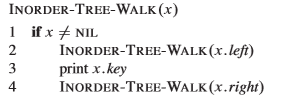 INORDER-TREE-WALK(x)
1 if x ≠ NIL
2 INORDER-TREE-WALK(x.left)
3 print x.key
4 INORDER-TREE-WALK(x.right)